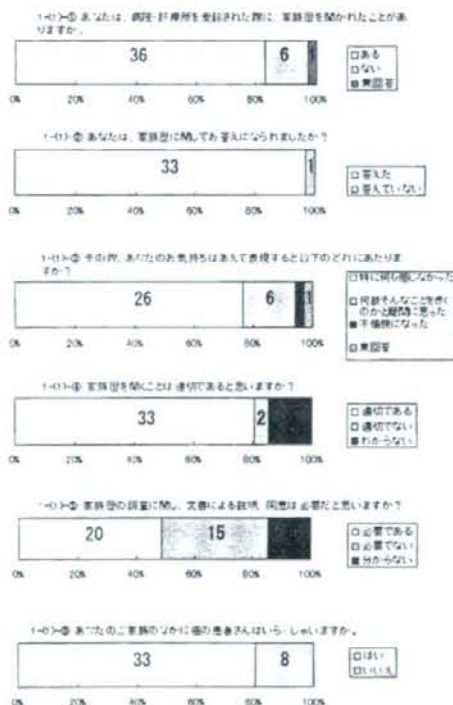 1-(1)-① あなたは、病院・診療所を受診された際に、家族歴を聞かれたことがあ
りますか?
36 6 1
□ある
□ない
■無回答
0% 20% 40% 60% 80% 100%
1-(1)-② あなたは、家族歴に関してお答えになられましたか?
33 1
□答えた
□答えていない
0% 20% 40% 60% 80% 100%
1-(1)-③ その際、あなたのお気持ちはあえて表現すると以下のどれにあたりま
すか?
26 6 1
□特に何も感じなかった
□何故そんなことをきく
のかと疑問に思った
■不愉快になった
□無回答
0% 20% 40% 60% 80% 100%
1-(1)-④ 家族歴を聞くことは適切であると思いますか?
33 2
□適切である
□適切でない
■わからない
0% 20% 40% 60% 80% 100%
1-(1)-⑤ 家族歴の調査に関し、文書による説明、同意は必要だと思いますか?
20 15
□必要である
□必要でない
■分からない
0% 20% 40% 60% 80% 100%
1-(1)-⑥ あなたのご家族のなかに癌の患者さんはいらっしゃいますか。
33 8
□はい
□いいえ
0% 20% 40% 60% 80% 100%